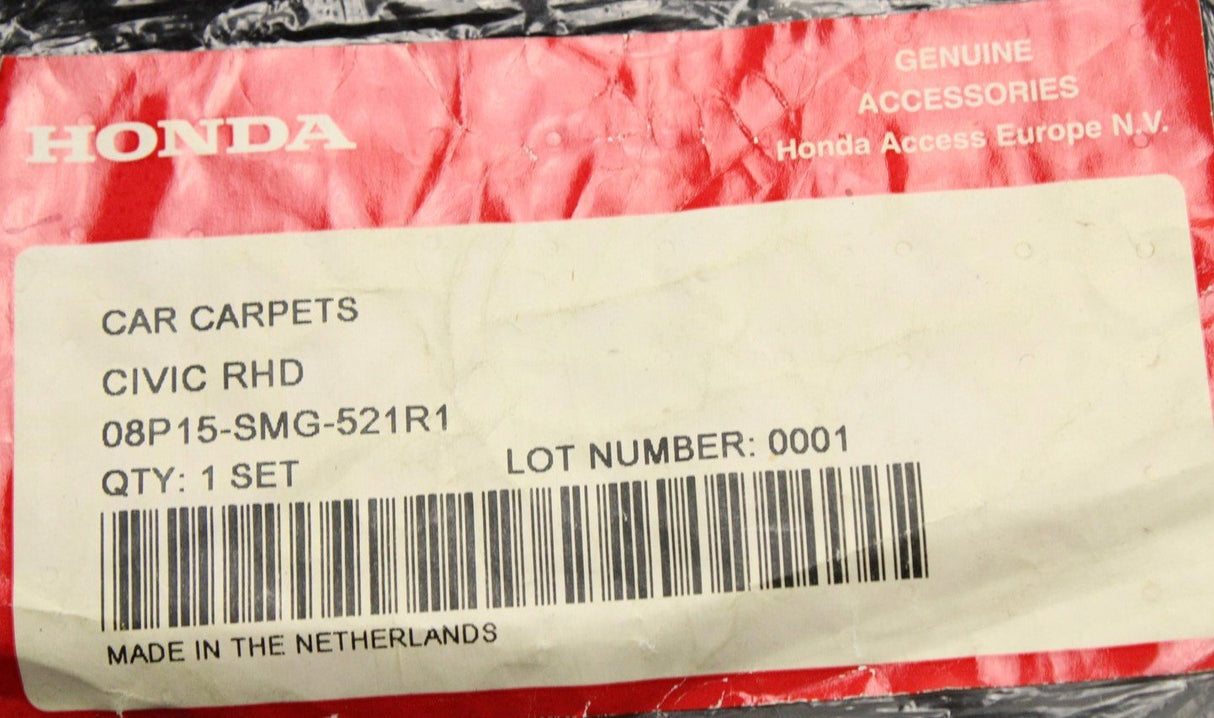 HONDA
GENUINE
ACCESSORIES
Honda Access Europe N.V.
CAR CARPETS
CIVIC RHD
08P15-SMG-521R1
QTY: 1 SET
LOT NUMBER: 0001
MADE IN THE NETHERLANDS